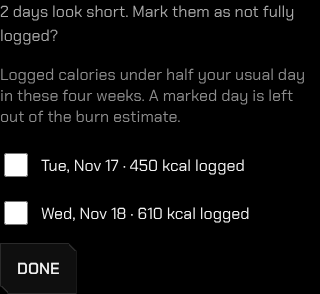 2 days look short. Mark them as not fully
logged?
Logged calories under half your usual day
in these four weeks. A marked day is left
out of the burn estimate.
Tue, Nov 17 · 450 kcal logged
Wed, Nov 18 · 610 kcal logged
DONE